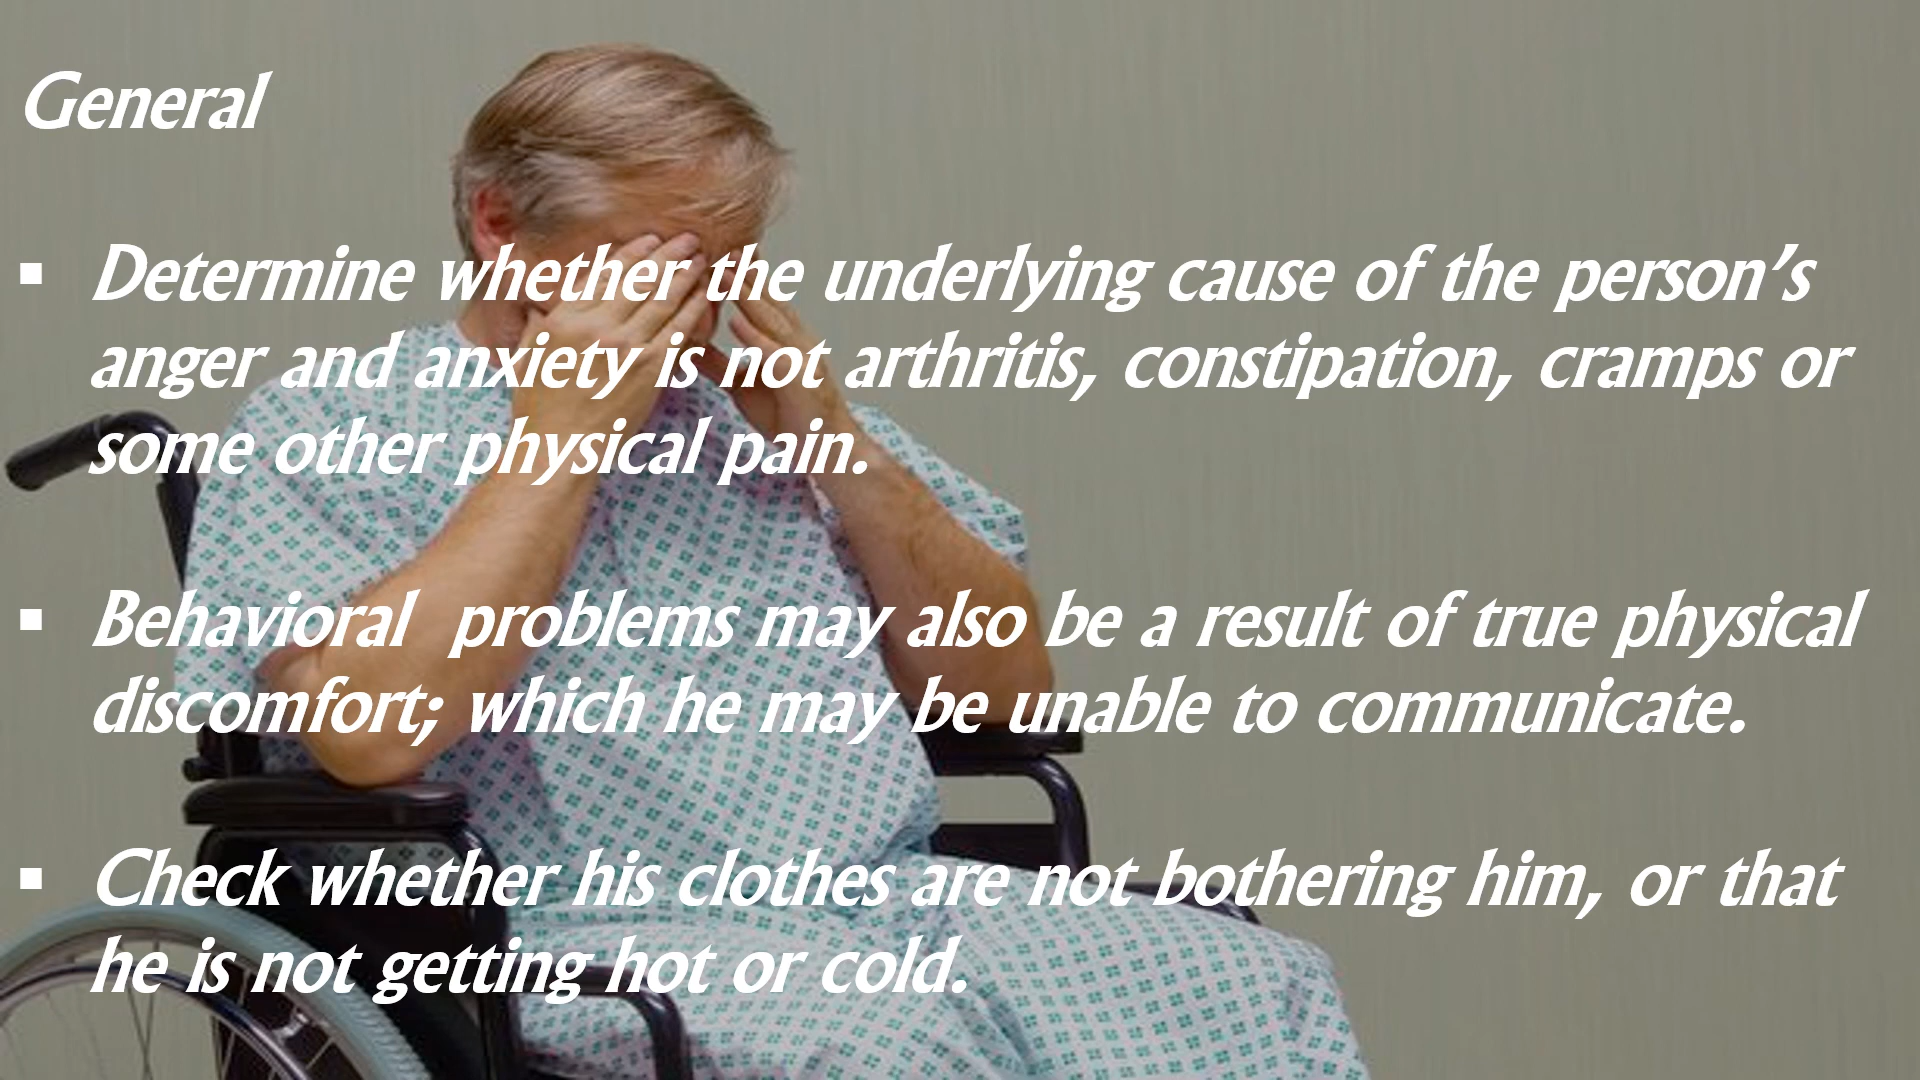 General
▪ Determine whether the underlying cause of the person’s
anger and anxiety is not arthritis, constipation, cramps or
some other physical pain.
▪ Behavioral  problems may also be a result of true physical
discomfort; which he may be unable to communicate.
▪ Check whether his clothes are not bothering him, or that
he is not getting hot or cold.